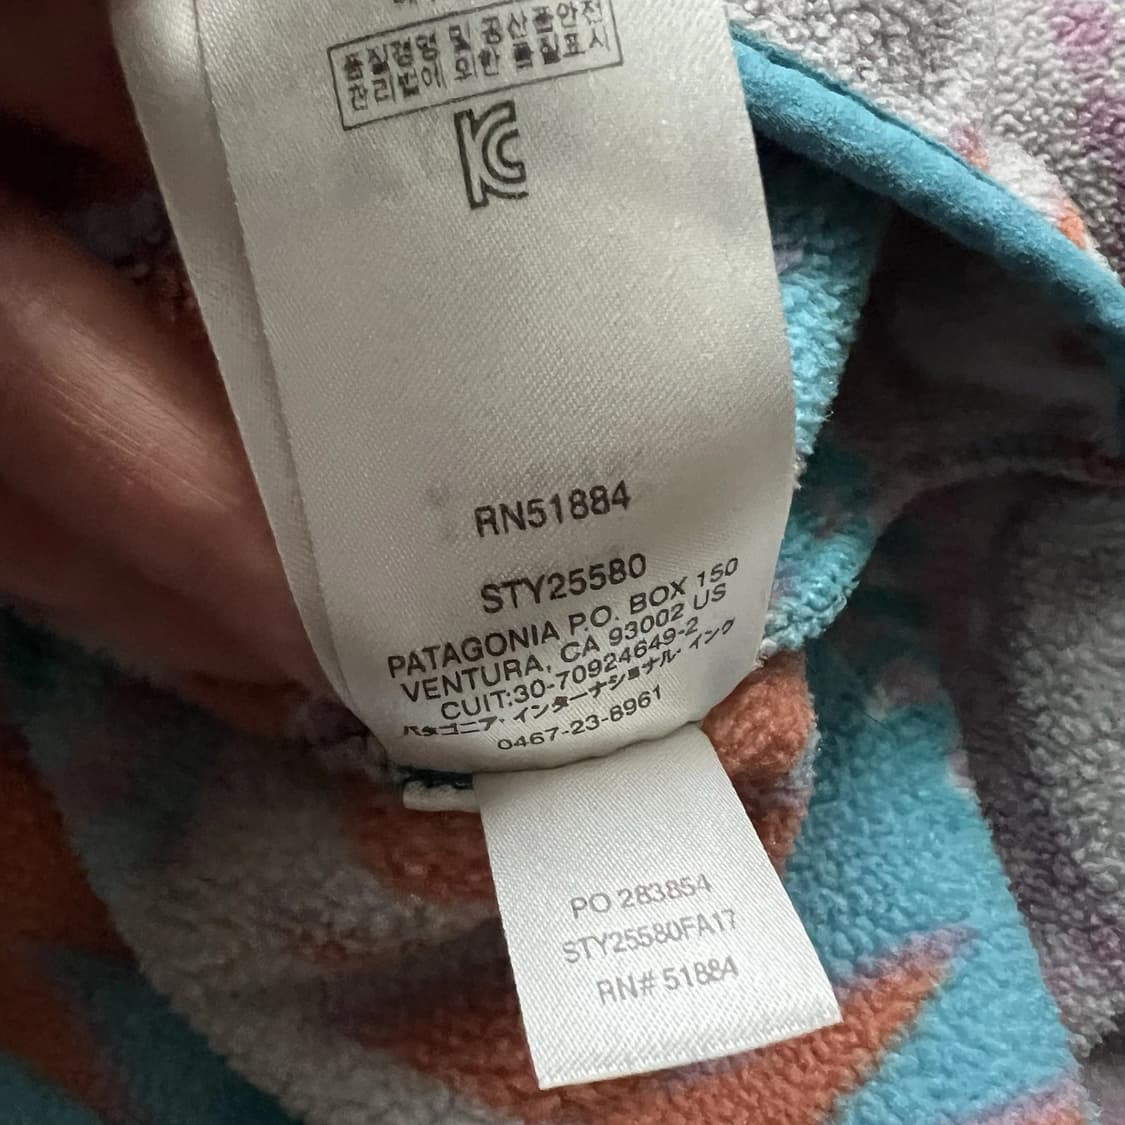 품질경영 및 공산품안전
관리법에 의한 품질표시
KC
RN51884
STY25580
PATAGONIA P.O. BOX 150
VENTURA, CA 93002 US
CUIT:30-70924649-2
パタゴニア・インターナショナル・インク
0467-23-8961
PO 283854
STY25580FA17
RN# 51884